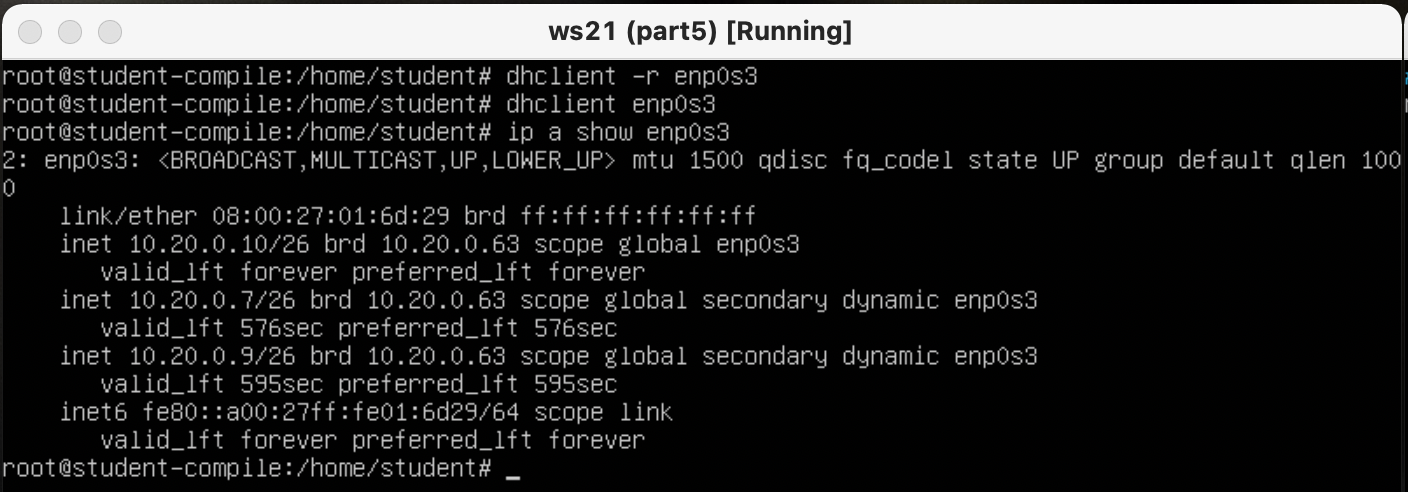 ws21 (part5) [Running]
root@student-compile:/home/student# dhclient -r enp0s3
root@student-compile:/home/student# dhclient enp0s3
root@student-compile:/home/student# ip a show enp0s3
2: enp0s3: <BROADCAST,MULTICAST,UP,LOWER_UP> mtu 1500 qdisc fq_codel state UP group default qlen 100
0
    link/ether 08:00:27:01:6d:29 brd ff:ff:ff:ff:ff:ff
    inet 10.20.0.10/26 brd 10.20.0.63 scope global enp0s3
       valid_lft forever preferred_lft forever
    inet 10.20.0.7/26 brd 10.20.0.63 scope global secondary dynamic enp0s3
       valid_lft 576sec preferred_lft 576sec
    inet 10.20.0.9/26 brd 10.20.0.63 scope global secondary dynamic enp0s3
       valid_lft 595sec preferred_lft 595sec
    inet6 fe80::a00:27ff:fe01:6d29/64 scope link
       valid_lft forever preferred_lft forever
root@student-compile:/home/student# _